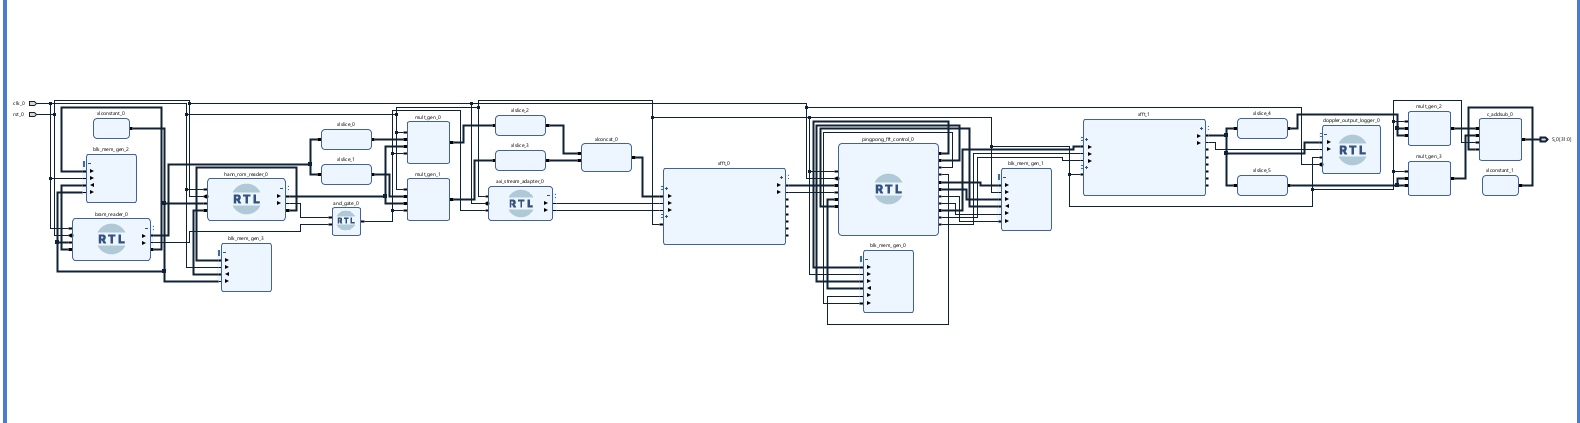 clk_0
rst_0
xlconstant_0
blk_mem_gen_2
bram_reader_0
RTL
ham_rom_reader_0
RTL
blk_mem_gen_3
xlslice_0
xlslice_1
and_gate_0
RTL
mult_gen_0
mult_gen_1
xlslice_2
xlslice_3
axi_stream_adapter_0
RTL
xlconcat_0
xfft_0
pingpong_fft_control_0
RTL
blk_mem_gen_0
blk_mem_gen_1
xfft_1
xlslice_4
xlslice_5
doppler_output_logger_0
RTL
mult_gen_2
mult_gen_3
c_addsub_0
xlconstant_1
S_0[31:0]